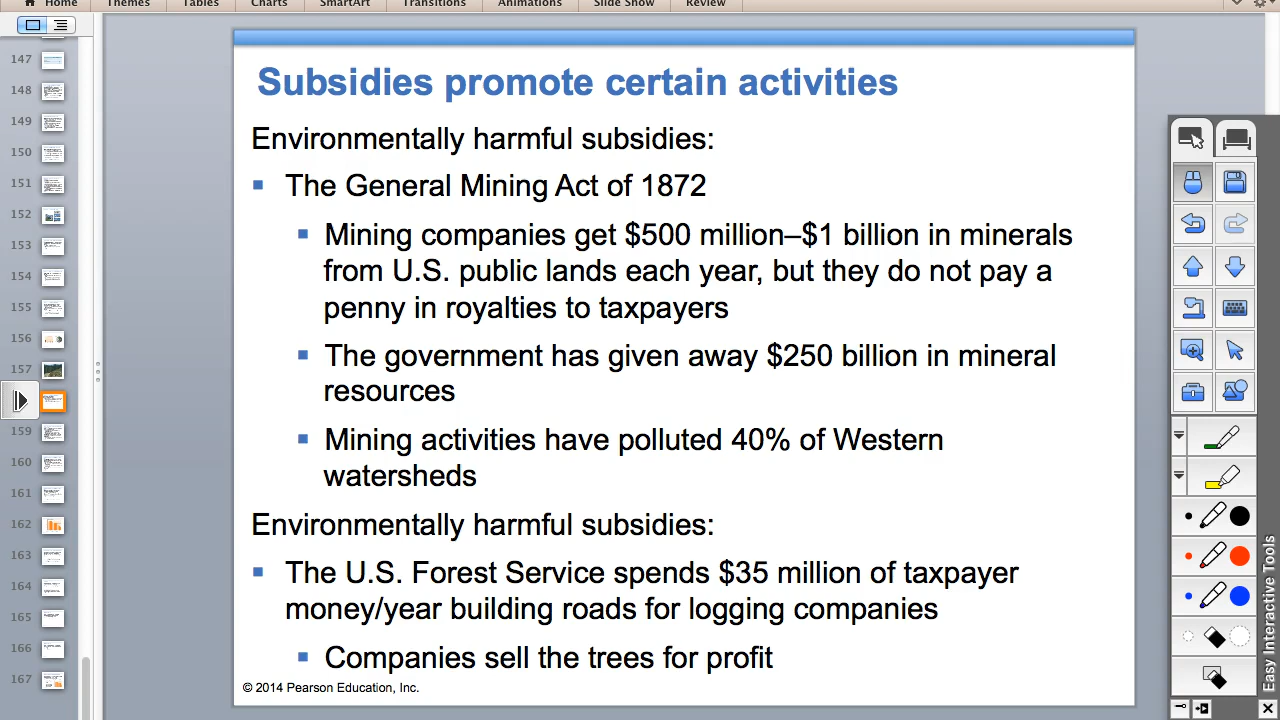 Home Themes Tables Charts SmartArt Transitions Animations Slide Show Review
147
148
149
150
151
152
153
154
155
156
157
159
160
161
162
163
164
165
166
167
Subsidies promote certain activities
Environmentally harmful subsidies:
The General Mining Act of 1872
Mining companies get $500 million–$1 billion in minerals
from U.S. public lands each year, but they do not pay a
penny in royalties to taxpayers
The government has given away $250 billion in mineral
resources
Mining activities have polluted 40% of Western
watersheds
Environmentally harmful subsidies:
The U.S. Forest Service spends $35 million of taxpayer
money/year building roads for logging companies
Companies sell the trees for profit
© 2014 Pearson Education, Inc.
Easy Interactive Tools